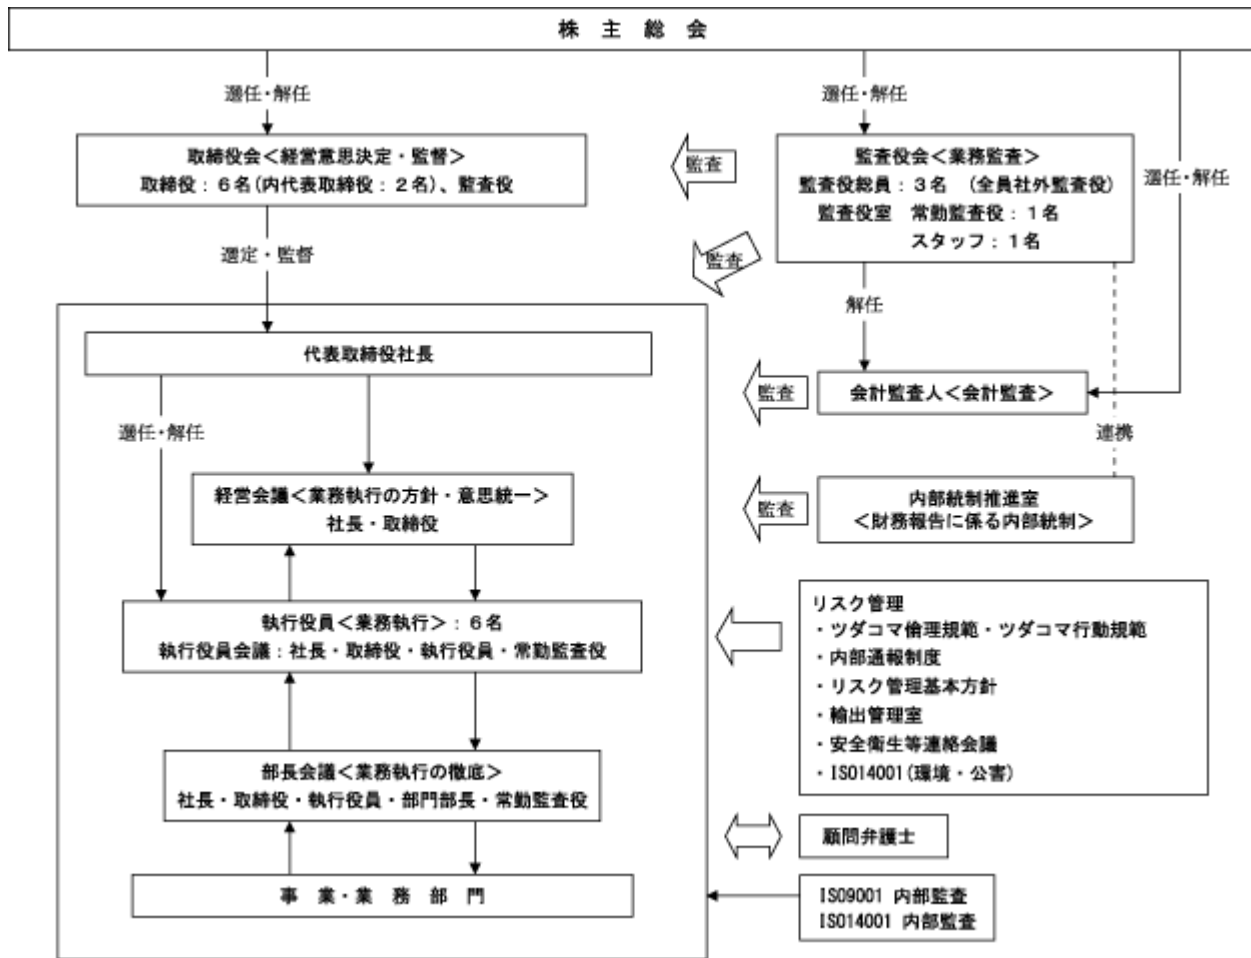 株 主 総 会
選任・解任
選任・解任
選任・解任
取締役会＜経営意思決定・監督＞
取締役：６名(内代表取締役：２名)、監査役
監査
監査役会＜業務監査＞
監査役総員：３名 (全員社外監査役)
監査役室 常勤監査役：１名
スタッフ：１名
選定・監督
監査
解任
代表取締役社長
監査
会計監査人＜会計監査＞
選任・解任
連携
経営会議＜業務執行の方針・意思統一＞
社長・取締役
監査
内部統制推進室
＜財務報告に係る内部統制＞
執行役員＜業務執行＞：６名
執行役員会議：社長・取締役・執行役員・常勤監査役
リスク管理
・ツダコマ倫理規範・ツダコマ行動規範
・内部通報制度
・リスク管理基本方針
・輸出管理室
・安全衛生等連絡会議
・ISO14001(環境・公害)
部長会議＜業務執行の徹底＞
社長・取締役・執行役員・部門部長・常勤監査役
顧問弁護士
事 業・業 務 部 門
ISO9001 内部監査
ISO14001 内部監査